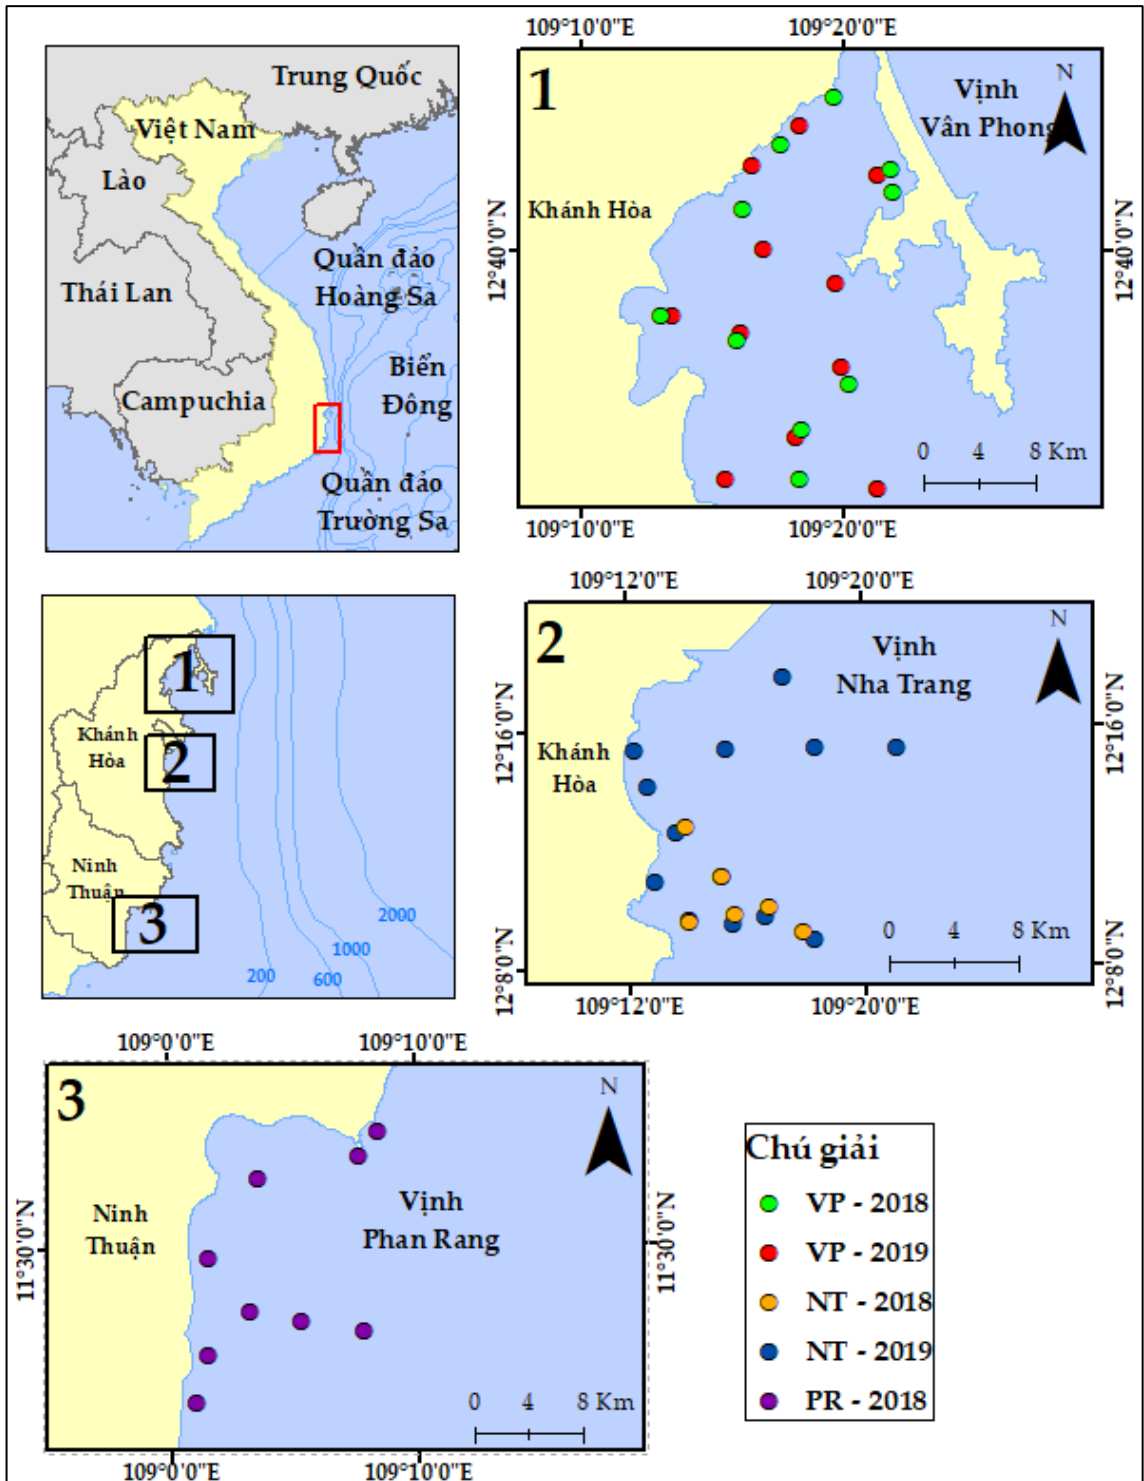 Trung Quốc
Việt Nam
Lào
Thái Lan
Quần đảo
Hoàng Sa
Biển
Đông
Campuchia
Quần đảo
Trường Sa
109°10'0"E
109°20'0"E
1
Vịnh
Vân Phong
N
Khánh Hòa
12°40'0"N
12°40'0"N
0 4 8 Km
109°10'0"E
109°20'0"E
1
Khánh
Hòa
2
Ninh
Thuận
3
200
600
1000
2000
109°12'0"E
109°20'0"E
2
Vịnh
Nha Trang
N
Khánh
Hòa
12°16'0"N
12°16'0"N
0 4 8 Km
12°8'0"N
12°8'0"N
109°12'0"E
109°20'0"E
109°0'0"E
109°10'0"E
3
N
Ninh
Thuận
Vịnh
Phan Rang
11°30'0"N
11°30'0"N
0 4 8 Km
109°0'0"E
109°10'0"E
Chú giải
VP - 2018
VP - 2019
NT - 2018
NT - 2019
PR - 2018